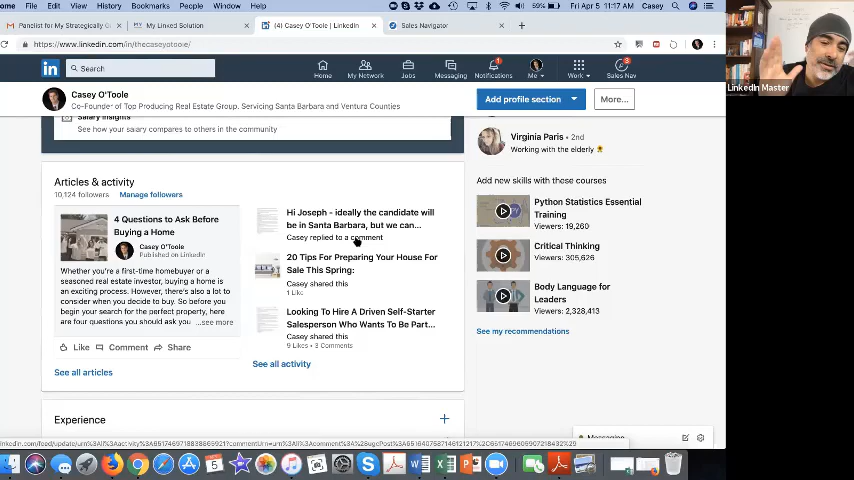 ome File Edit View History Bookmarks People Window Help
59% Fri Apr 5 11:17 AM Casey
Panelist for My Strategically O
My Linked Solution
(4) Casey O'Toole | LinkedIn
Sales Navigator
https://www.linkedin.com/in/thecaseyotoole/
in Search
Home My Network Jobs Messaging Notifications Me Work Sales Nav
LinkedIn Master
Casey O'Toole
Co-Founder of Top Producing Real Estate Group. Servicing Santa Barbara and Ventura Counties
Add profile section
More...
Salary insights
See how your salary compares to others in the community
Virginia Paris • 2nd
Working with the elderly
Articles & activity
10,124 followers Manage followers
4 Questions to Ask Before
Buying a Home
Casey O'Toole
Published on LinkedIn
Whether you're a first-time homebuyer or a
seasoned real estate investor, buying a home is
an exciting process. However, there's also a lot to
consider when you decide to buy. So before you
begin your search for the perfect property, here
are four questions you should ask you ...see more
Like Comment Share
See all articles
Hi Joseph - ideally the candidate will
be in Santa Barbara, but we can...
Casey replied to a comment
20 Tips For Preparing Your House For
Sale This Spring:
Casey shared this
1 Like
Looking To Hire A Driven Self-Starter
Salesperson Who Wants To Be Part...
Casey shared this
9 Likes • 3 Comments
See all activity
Add new skills with these courses
Python Statistics Essential
Training
Viewers: 19,260
Critical Thinking
Viewers: 305,626
Body Language for
Leaders
Viewers: 2,328,413
See my recommendations
Experience
Messaging